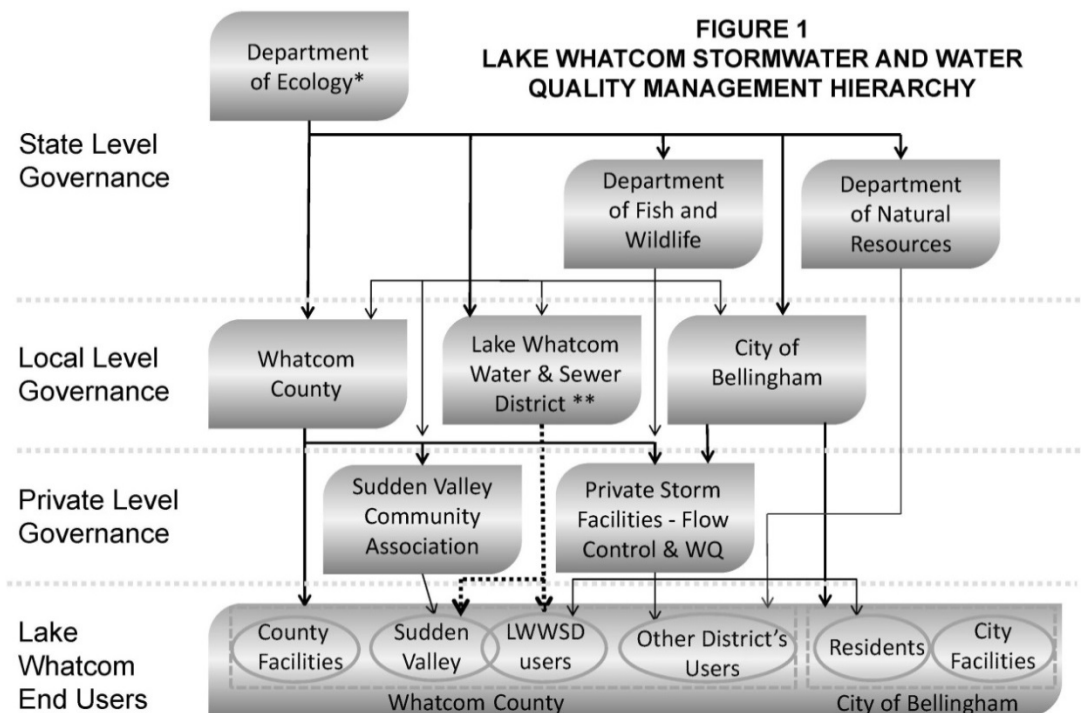 FIGURE 1
LAKE WHATCOM STORMWATER AND WATER
QUALITY MANAGEMENT HIERARCHY
Department
of Ecology*
State Level
Governance
Department
of Fish and
Wildlife
Department
of Natural
Resources
Local Level
Governance
Whatcom
County
Lake Whatcom
Water & Sewer
District **
City of
Bellingham
Private Level
Governance
Sudden Valley
Community
Association
Private Storm
Facilities - Flow
Control & WQ
Lake
Whatcom
End Users
County
Facilities
Sudden
Valley
LWWSD
users
Other District's
Users
Residents
City
Facilities
Whatcom County
City of Bellingham